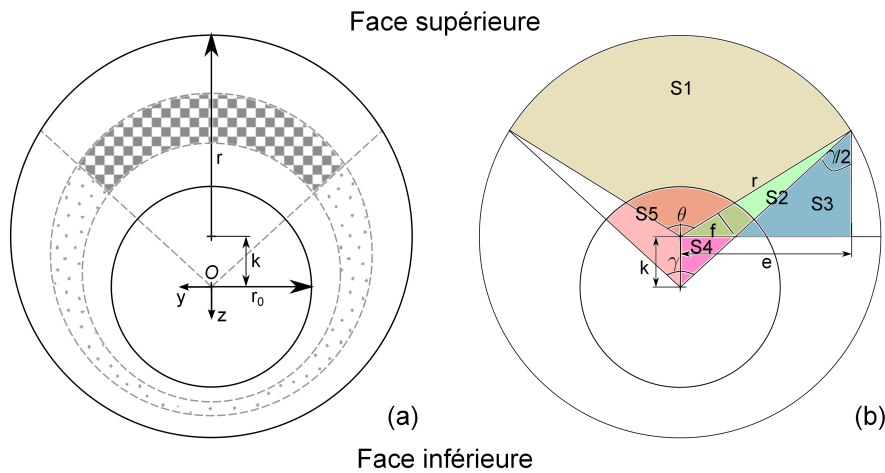 Face supérieure
r
k
O
y
r₀
z
(a)
S1
γ/2
r
S2
S3
S5
θ
f
S4
k
γ
e
(b)
Face inférieure